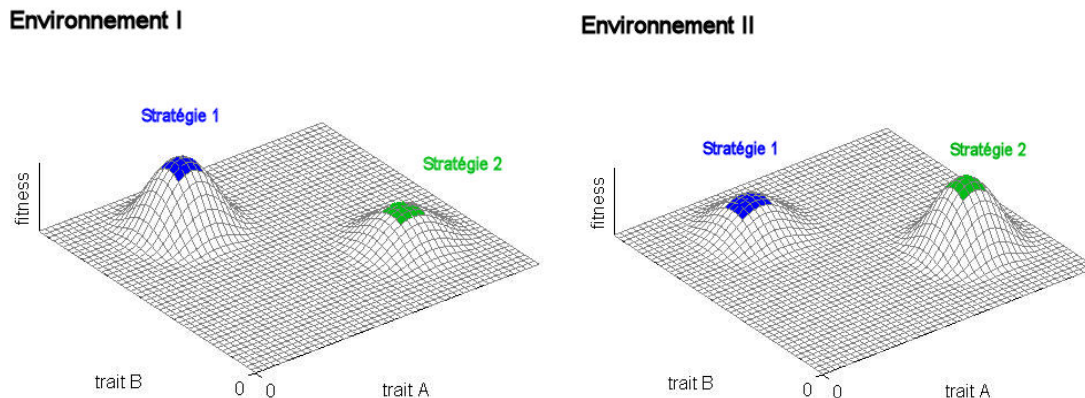 Environnement I
Stratégie 1
Stratégie 2
fitness
trait B
0
0
trait A
Environnement II
Stratégie 1
Stratégie 2
fitness
trait B
0
0
trait A